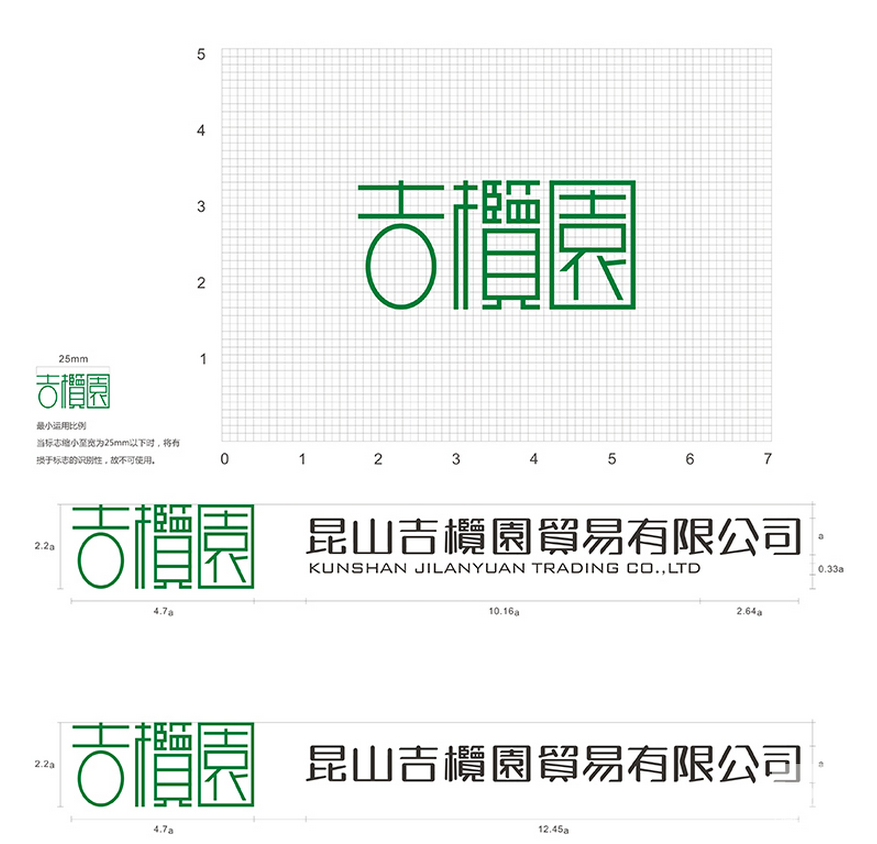 5
4
3
2
1
吉欖園
0 1 2 3 4 5 6 7
25mm
吉欖園
最小运用比例
当标志缩小至宽为25mm以下时，将有
损于标志的识别性，故不可使用。
2.2a
吉欖園
昆山吉欖園貿易有限公司
KUNSHAN JILANYUAN TRADING CO.,LTD
a
0.33a
4.7a
10.16a
2.64a
2.2a
吉欖園
昆山吉欖園貿易有限公司
a
4.7a
12.45a